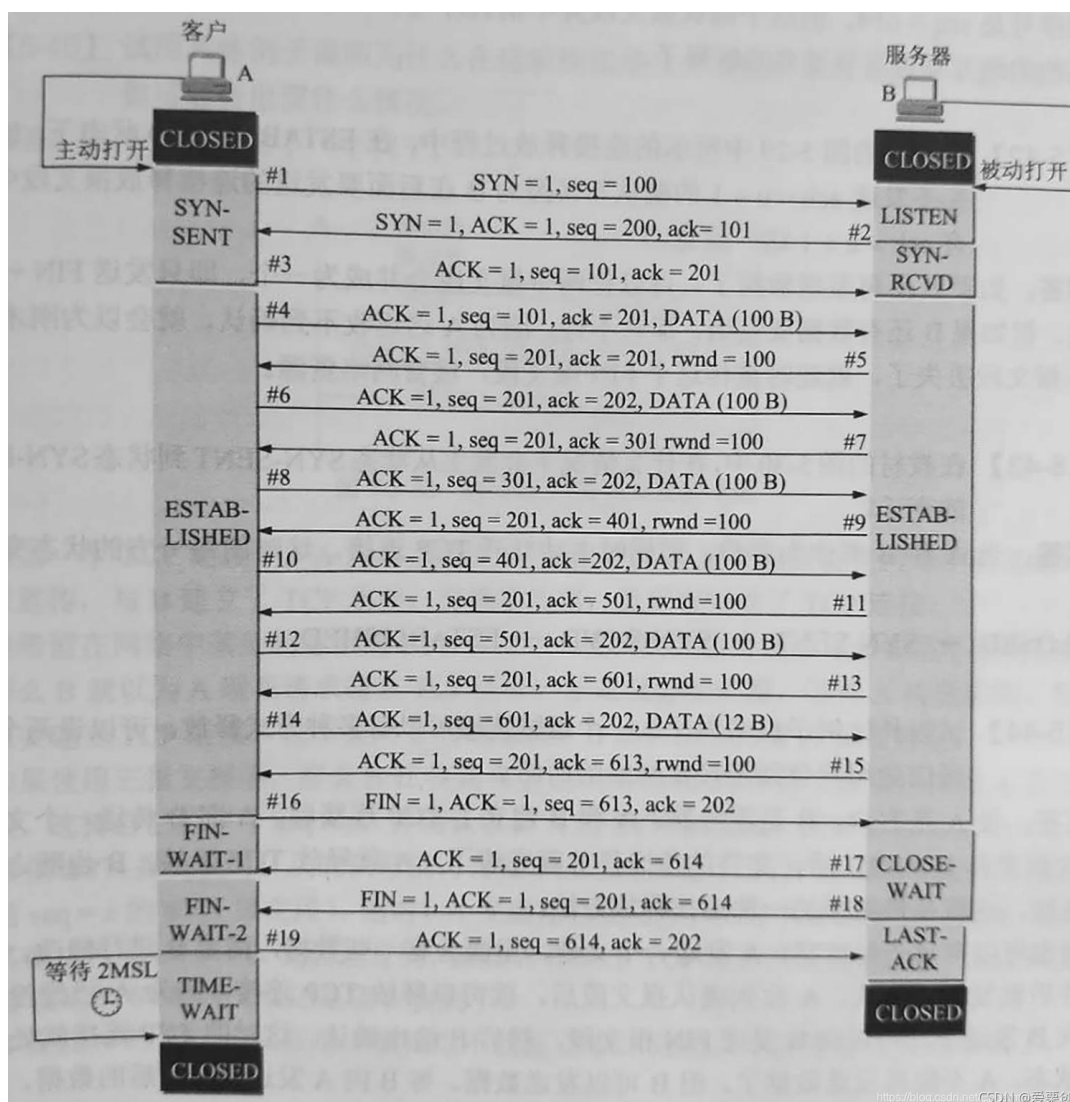 客户
A
服务器
B
CLOSED
CLOSED
主动打开
被动打开
#1
SYN = 1, seq = 100
SYN-
SENT
LISTEN
SYN = 1, ACK = 1, seq = 200, ack= 101
#2
#3
ACK = 1, seq = 101, ack = 201
SYN-
RCVD
#4
ACK = 1, seq = 101, ack = 201, DATA (100 B)
ACK = 1, seq = 201, ack = 201, rwnd = 100
#5
#6
ACK =1, seq = 201, ack = 202, DATA (100 B)
ACK = 1, seq = 201, ack = 301 rwnd =100
#7
#8
ACK = 1, seq = 301, ack = 202, DATA (100 B)
ESTAB-
LISHED
ACK = 1, seq = 201, ack = 401, rwnd =100
#9
ESTAB-
LISHED
#10
ACK =1, seq = 401, ack =202, DATA (100 B)
ACK = 1, seq = 201, ack = 501, rwnd =100
#11
#12
ACK =1, seq = 501, ack = 202, DATA (100 B)
ACK = 1, seq = 201, ack = 601, rwnd = 100
#13
#14
ACK = 1, seq = 601, ack = 202, DATA (12 B)
ACK = 1, seq = 201, ack = 613, rwnd = 100
#15
#16
FIN = 1, ACK = 1, seq = 613, ack = 202
FIN-
WAIT-1
ACK = 1, seq = 201, ack = 614
#17
CLOSE-
WAIT
FIN-
WAIT-2
FIN = 1, ACK = 1, seq = 201, ack = 614
#18
#19
ACK = 1, seq = 614, ack = 202
LAST-
ACK
等待 2MSL
TIME-
WAIT
CLOSED
CLOSED
CSDN @爱要创